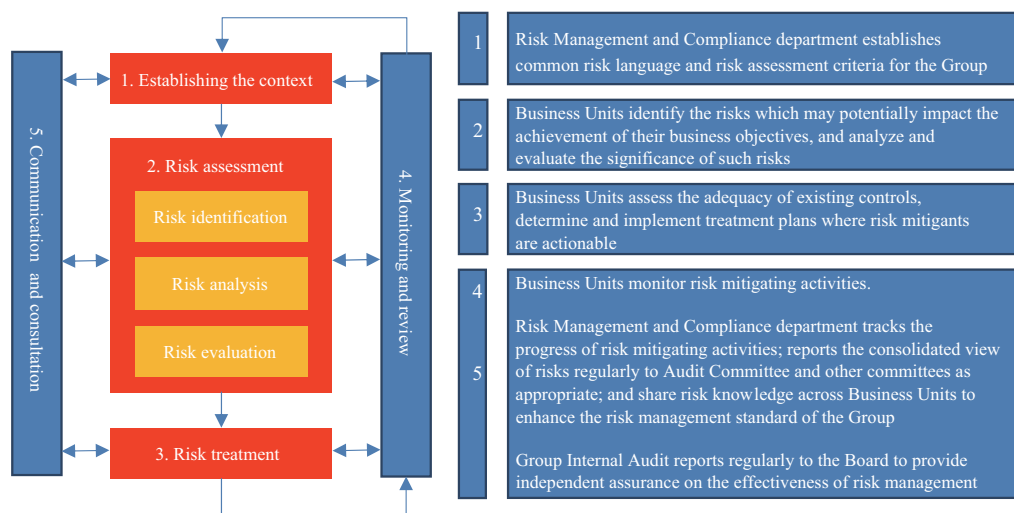 1. Establishing the context
2. Risk assessment
Risk identification
Risk analysis
Risk evaluation
3. Risk treatment
4. Monitoring and review
5. Communication and consultation
1
Risk Management and Compliance department establishes
common risk language and risk assessment criteria for the Group
2
Business Units identify the risks which may potentially impact the
achievement of their business objectives, and analyze and
evaluate the significance of such risks
3
Business Units assess the adequacy of existing controls,
determine and implement treatment plans where risk mitigants
are actionable
4
Business Units monitor risk mitigating activities.
5
Risk Management and Compliance department tracks the
progress of risk mitigating activities; reports the consolidated view
of risks regularly to Audit Committee and other committees as
appropriate; and share risk knowledge across Business Units to
enhance the risk management standard of the Group
Group Internal Audit reports regularly to the Board to provide
independent assurance on the effectiveness of risk management